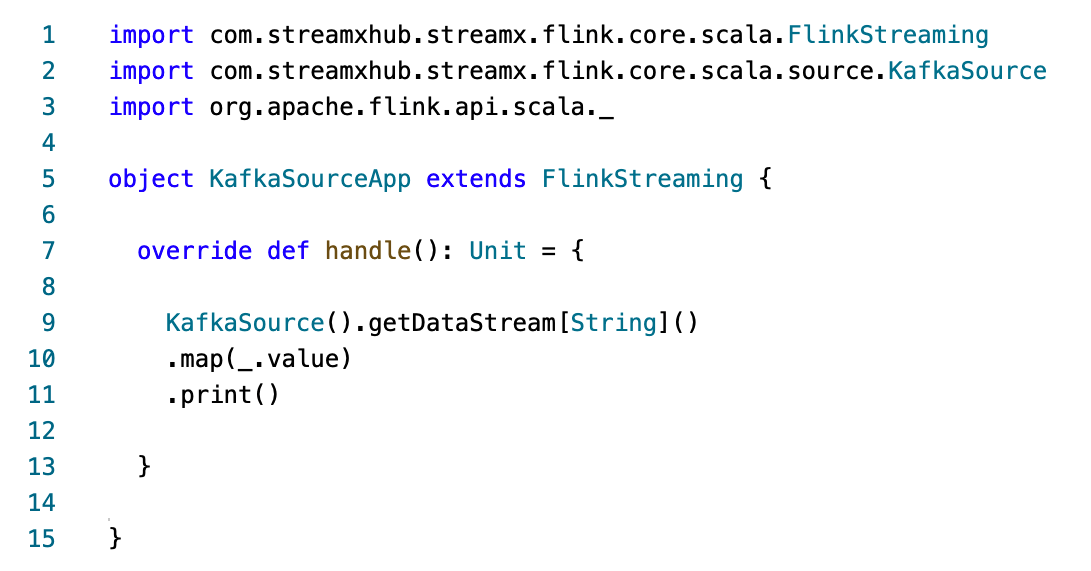 1 import com.streamxhub.streamx.flink.core.scala.FlinkStreaming
2 import com.streamxhub.streamx.flink.core.scala.source.KafkaSource
3 import org.apache.flink.api.scala._
4
5 object KafkaSourceApp extends FlinkStreaming {
6
7   override def handle(): Unit = {
8
9     KafkaSource().getDataStream[String]()
10     .map(_.value)
11     .print()
12
13   }
14
15 }